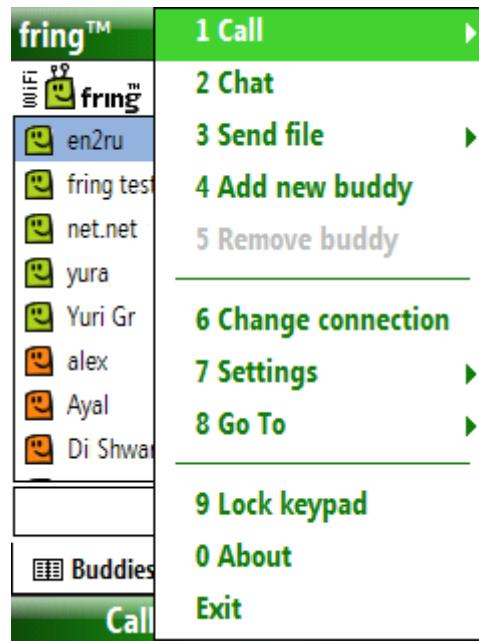 fring™
WiFi
fring™
en2ru
fring test
net.net
yura
Yuri Gr
alex
Ayal
Di Shwar
Buddies
Call
1 Call
2 Chat
3 Send file
4 Add new buddy
5 Remove buddy
6 Change connection
7 Settings
8 Go To
9 Lock keypad
0 About
Exit